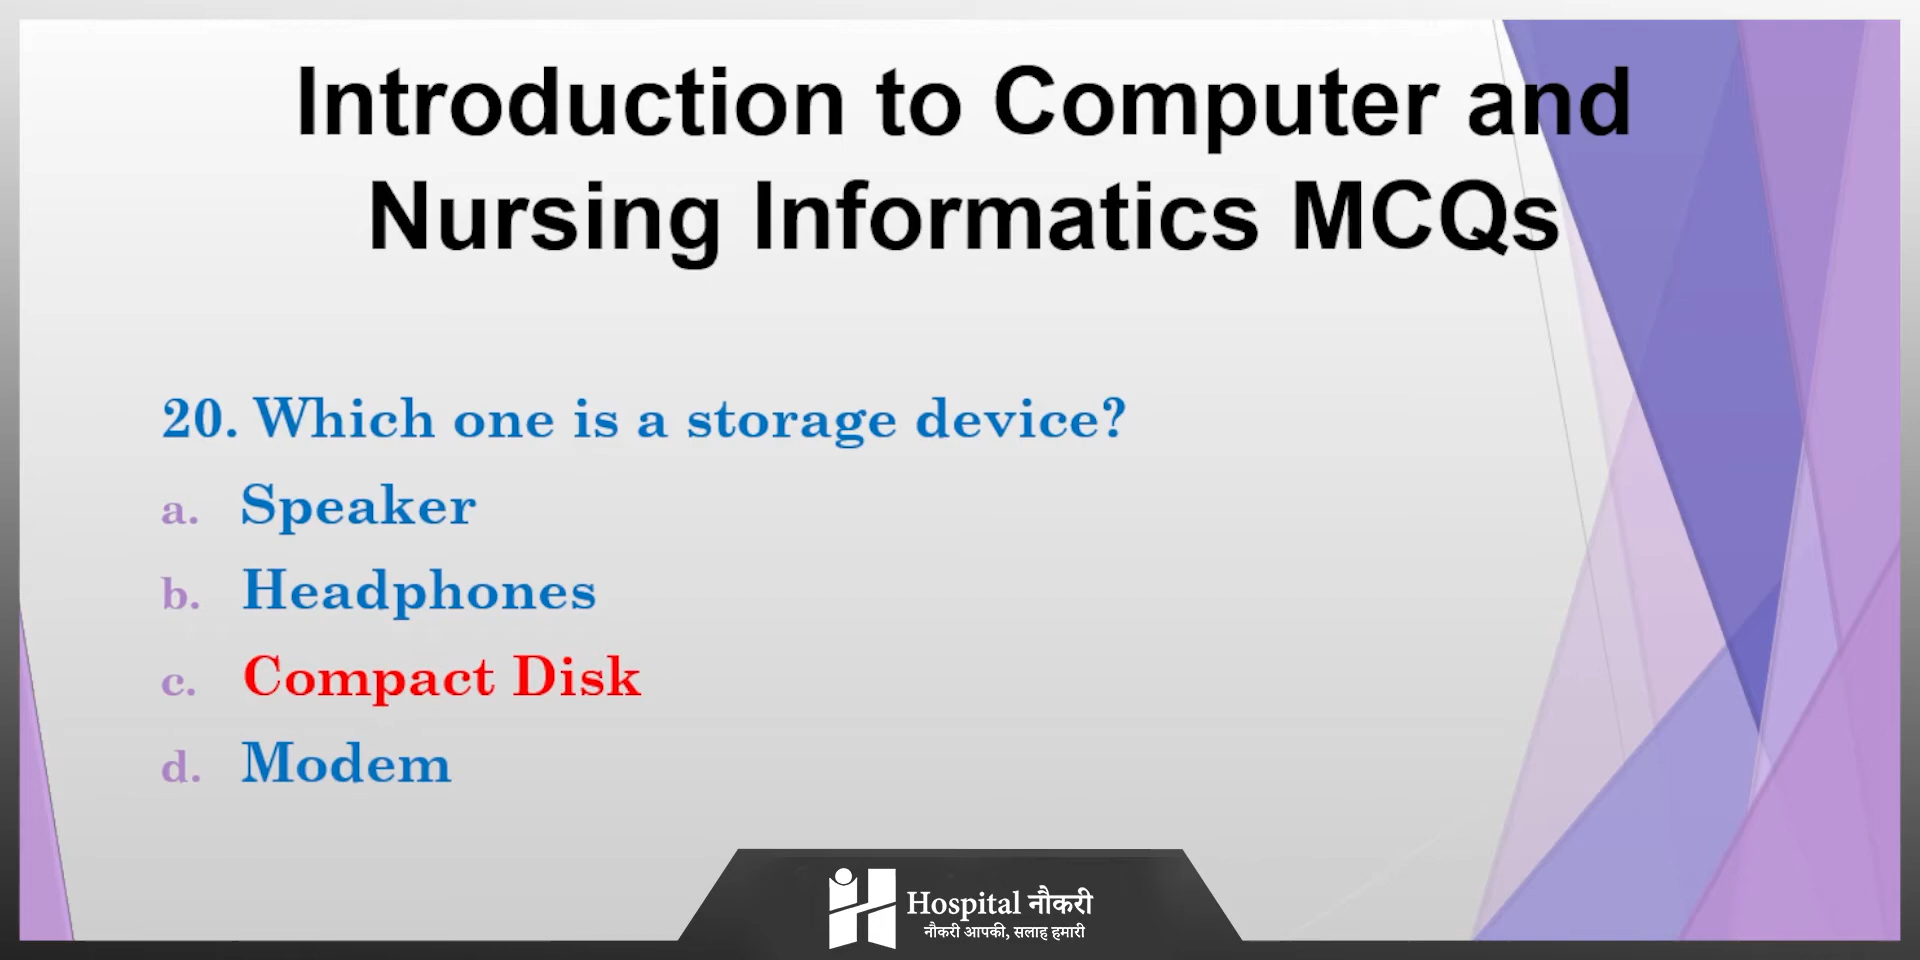 Introduction to Computer and
Nursing Informatics MCQs
20. Which one is a storage device?
a. Speaker
b. Headphones
c. Compact Disk
d. Modem
Hospital नौकरी
नौकरी आपकी, सलाह हमारी